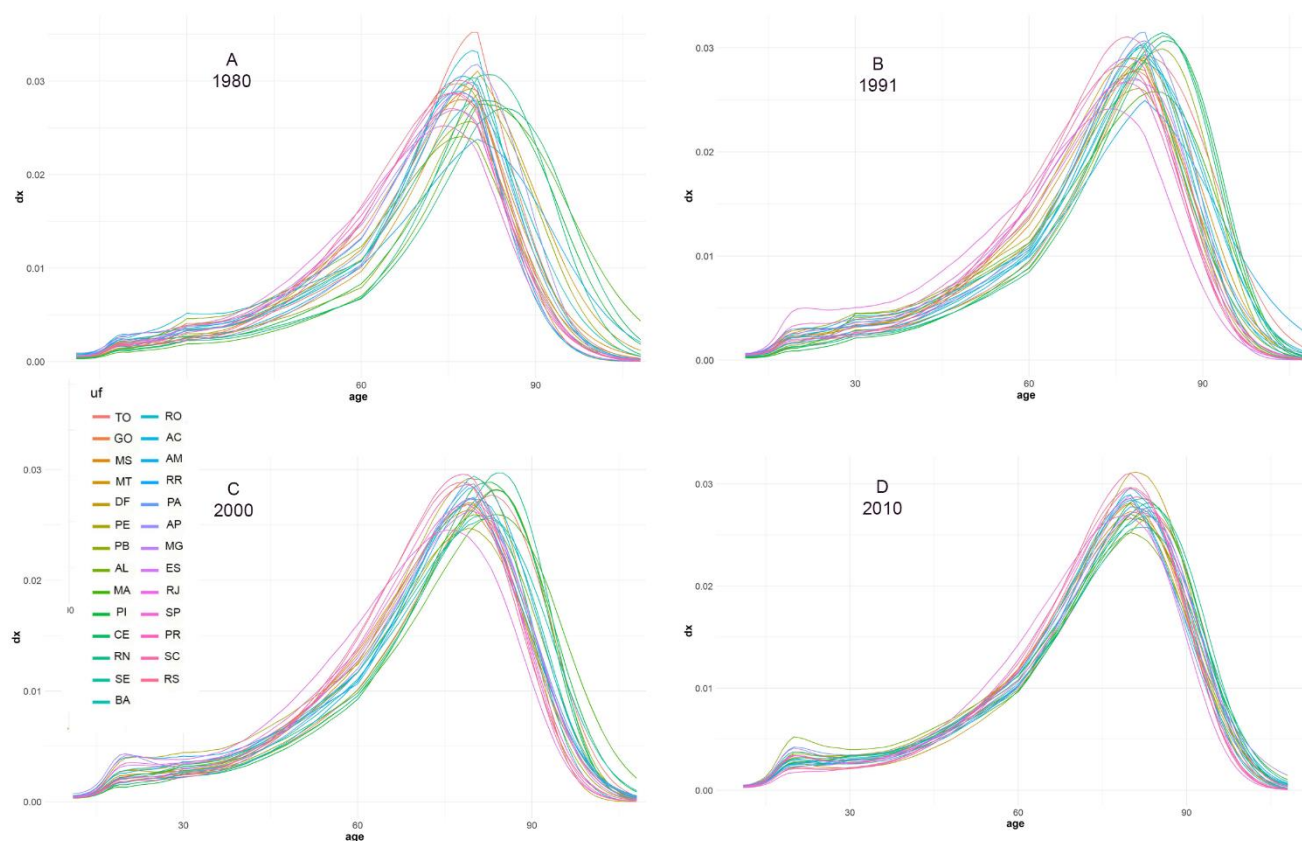 A
1980
0.03
0.02
0.01
0.00
dx
60
90
age
B
1991
0.03
0.02
0.01
0.00
dx
30
60
90
age
uf
TO RO
GO AC
MS AM
MT RR
DF PA
PE AP
PB MG
AL ES
MA RJ
PI SP
CE PR
RN SC
SE RS
BA
C
2000
0.03
0.02
0.01
0.00
dx
30
60
90
age
D
2010
0.03
0.02
0.01
0.00
dx
30
60
90
age